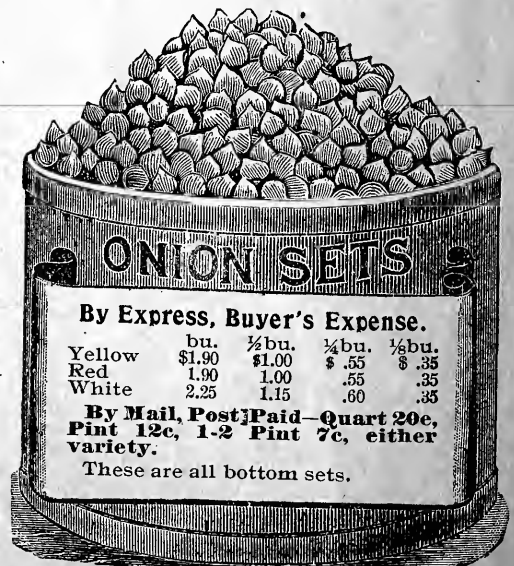 ONION SETS
By Express, Buyer's Expense.
bu. ½bu. ¼bu. ⅛bu.
Yellow $1.90 $1.00 $ .55 $ .35
Red 1.90 1.00 .55 .35
White 2.25 1.15 .60 .35
By Mail, Post Paid—Quart 20c,
Pint 12c, 1-2 Pint 7c, either
variety.
These are all bottom sets.